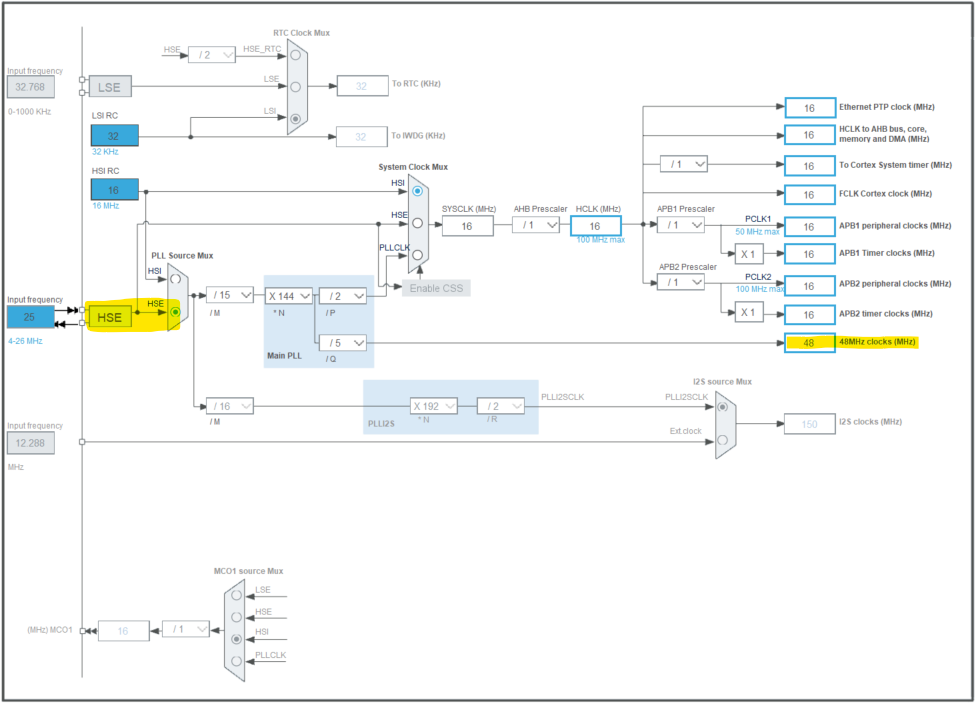 RTC Clock Mux
HSE
/ 2
HSE_RTC
Input frequency
32.768
0-1000 KHz
LSE
LSE
32
To RTC (KHz)
LSI RC
LSI
32
32 KHz
32
To IWDG (KHz)
HSI RC
16
16 MHz
System Clock Mux
HSI
HSE
PLLCLK
SYSCLK (MHz)
16
AHB Prescaler
/ 1
HCLK (MHz)
16
100 MHz max
Enable CSS
16
Ethernet PTP clock (MHz)
16
HCLK to AHB bus, core,
memory and DMA (MHz)
/ 1
16
To Cortex System timer (MHz)
16
FCLK Cortex clock (MHz)
APB1 Prescaler
/ 1
PCLK1
50 MHz max
16
APB1 peripheral clocks (MHz)
X 1
16
APB1 Timer clocks (MHz)
APB2 Prescaler
/ 1
PCLK2
100 MHz max
16
APB2 peripheral clocks (MHz)
X 1
16
APB2 timer clocks (MHz)
48
48MHz clocks (MHz)
PLL Source Mux
HSI
HSE
Input frequency
25
4-26 MHz
HSE
/ 15
/ M
X 144
* N
/ 2
/ P
/ 5
/ Q
Main PLL
/ 16
/ M
X 192
* N
/ 2
/ R
PLLI2S
PLLI2SCLK
I2S source Mux
PLLI2SCLK
Ext.clock
150
I2S clocks (MHz)
Input frequency
12.288
MHz
MCO1 source Mux
LSE
HSE
HSI
PLLCLK
(MHz) MCO1
16
/ 1